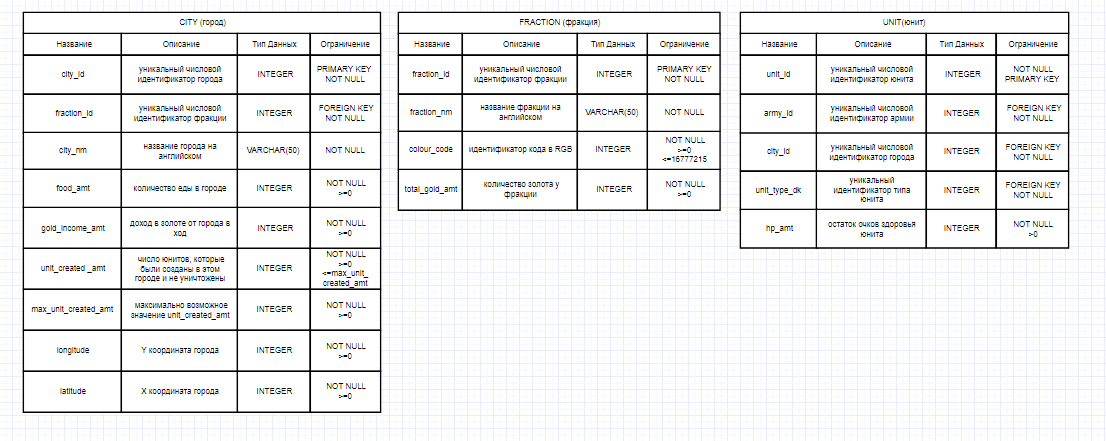 CITY (город)
Название Описание Тип Данных Ограничение
city_id уникальный числовой идентификатор города INTEGER PRIMARY KEY NOT NULL
fraction_id уникальный числовой идентификатор фракции INTEGER FOREIGN KEY NOT NULL
city_nm название города на английском VARCHAR(50) NOT NULL
food_amt количество еды в городе INTEGER NOT NULL >=0
gold_income_amt доход в золоте от города в ход INTEGER NOT NULL >=0
unit_created _amt число юнитов, которые были созданы в этом городе и не уничтожены INTEGER NOT NULL >=0 <=max_unit_ created_amt
max_unit_created_amt максимально возможное значение unit_created_amt INTEGER NOT NULL >=0
longitude Y координата города INTEGER NOT NULL >=0
latitude X координата города INTEGER NOT NULL >=0
FRACTION (фракция)
Название Описание Тип Данных Ограничение
fraction_id уникальный числовой идентификатор фракции INTEGER PRIMARY KEY NOT NULL
fraction_nm название фракции на английском VARCHAR(50) NOT NULL
colour_code идентификатор кода в RGB INTEGER NOT NULL >=0 <=16777215
total_gold_amt количество золота у фракции INTEGER NOT NULL >=0
UNIT(юнит)
Название Описание Тип Данных Ограничение
unit_id уникальный числовой идентификатор юнита INTEGER NOT NULL PRIMARY KEY
army_id уникальный числовой идентификатор армии INTEGER FOREIGN KEY NOT NULL
city_id уникальный числовой идентификатор города INTEGER FOREIGN KEY NOT NULL
unit_type_dk уникальный идентификатор типа юнита INTEGER FOREIGN KEY NOT NULL
hp_amt остаток очков здоровья юнита INTEGER NOT NULL >0